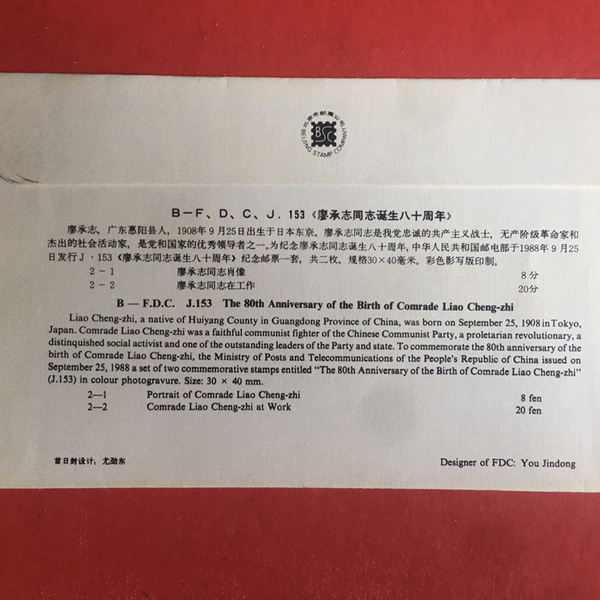 北京市邮票公司
BSC
BEIJING STAMP COMPANY
B－F、D、C、J．153《廖承志同志诞生八十周年》
廖承志，广东惠阳县人，1908年9月25日出生于日本东京。廖承志同志是我党忠诚的共产主义战士，无产阶级革命家和
杰出的社会活动家，是党和国家的优秀领导者之一。为纪念廖承志同志诞生八十周年，中华人民共和国邮电部于1988年9月25
日发行J·153《廖承志同志诞生八十周年》纪念邮票一套，共二枚。规格30×40毫米。彩色影写版印制。
2－1 廖承志同志肖像 8分
2－2 廖承志同志在工作 20分
B — F.D.C. J.153 The 80th Anniversary of the Birth of Comrade Liao Cheng-zhi
Liao Cheng-zhi, a native of Huiyang County in Guangdong Province of China, was born on September 25, 1908 in Tokyo,
Japan. Comrade Liao Cheng-zhi was a faithful communist fighter of the Chinese Communist Party, a proletarian revolutionary, a
distinquished social activist and one of the outstanding leaders of the Party and state. To commemorate the 80th anniversary of the
birth of Comrade Liao Cheng-zhi, the Ministry of Posts and Telecommunications of the People's Republic of China issued on
September 25, 1988 a set of two commemorative stamps entitled "The 80th Anniversary of the Birth of Comrade Liao Cheng-zhi"
(J.153) in colour photogravure. Size: 30 × 40 mm.
2—1 Portrait of Comrade Liao Cheng-zhi 8 fen
2—2 Comrade Liao Cheng-zhi at Work 20 fen
首日封设计：尤劲东 Designer of FDC: You Jindong